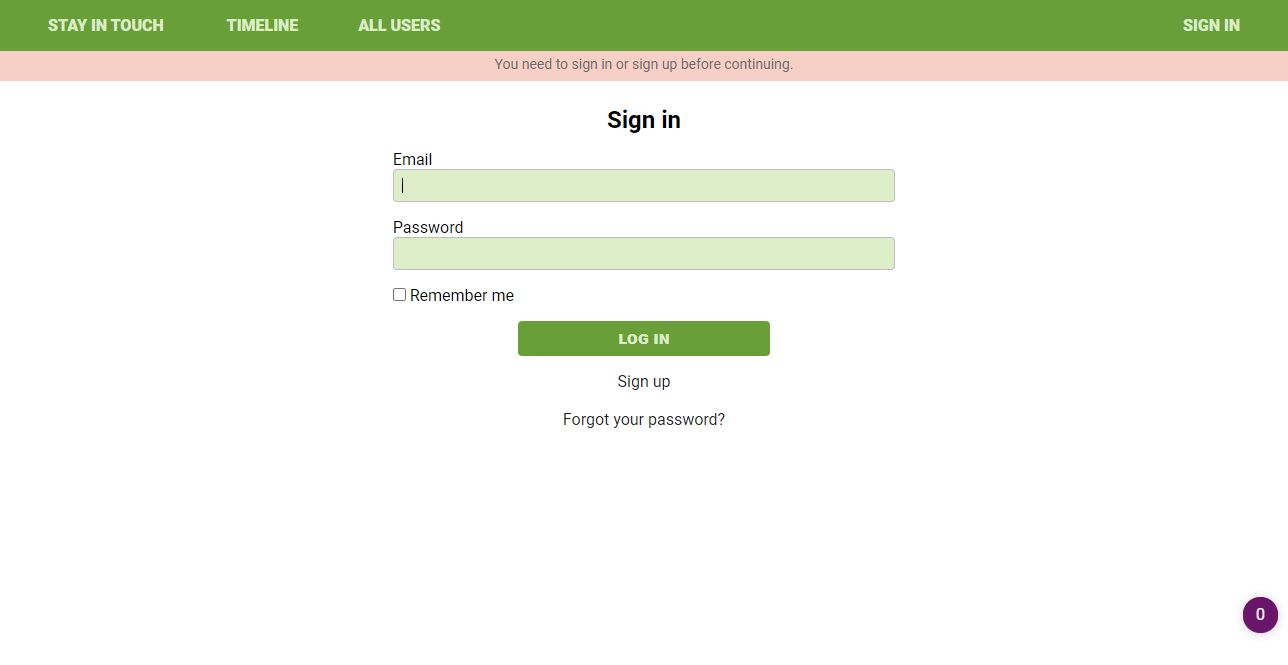 STAY IN TOUCH TIMELINE ALL USERS SIGN IN
You need to sign in or sign up before continuing.
Sign in
Email
Password
Remember me
LOG IN
Sign up
Forgot your password?
0